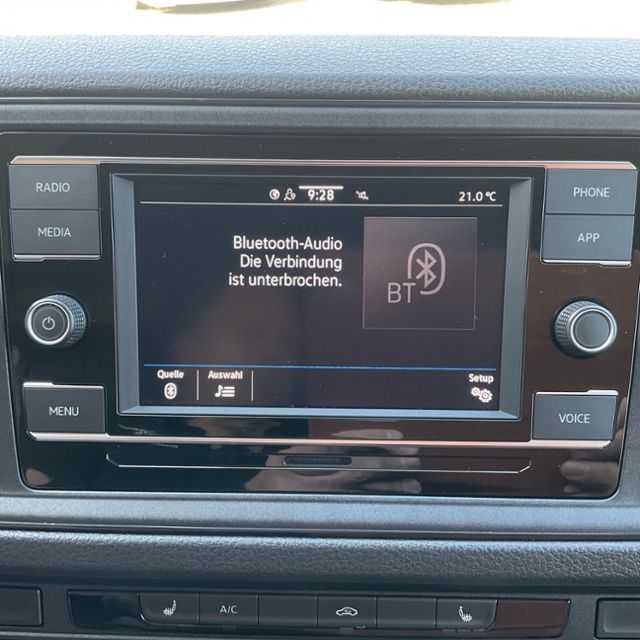 RADIO
MEDIA
MENU
9:28
21.0 °C
Bluetooth-Audio
Die Verbindung
ist unterbrochen.
BT
Quelle
Auswahl
Setup
PHONE
APP
VOICE
A/C